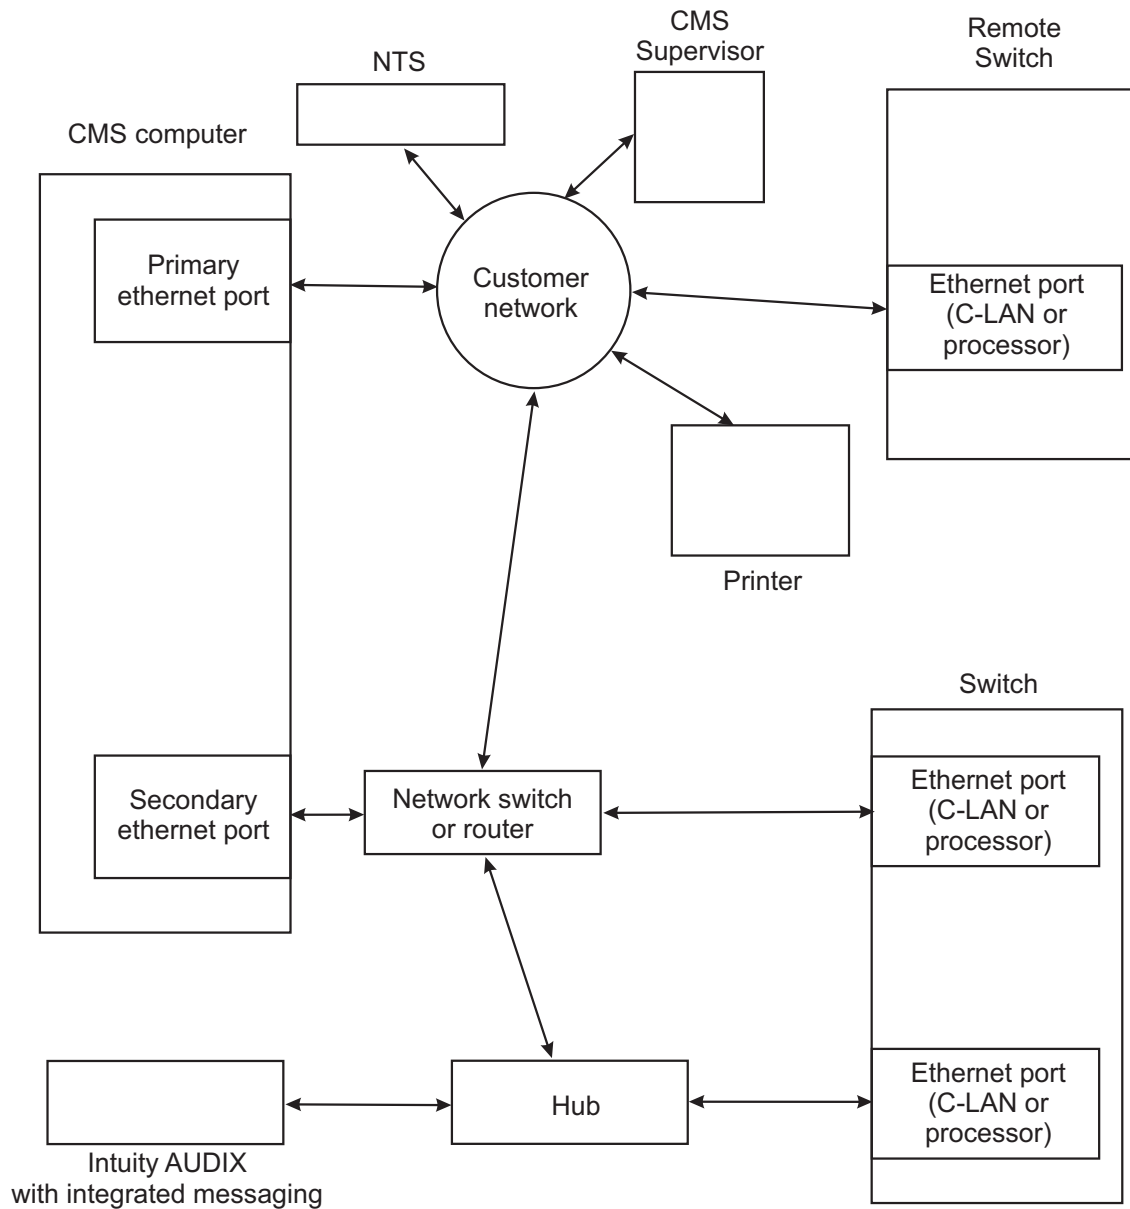 CMS
Supervisor
Remote
Switch
NTS
CMS computer
Primary
ethernet port
Customer
network
Ethernet port
(C-LAN or
processor)
Printer
Switch
Secondary
ethernet port
Network switch
or router
Ethernet port
(C-LAN or
processor)
Hub
Ethernet port
(C-LAN or
processor)
Intuity AUDIX
with integrated messaging